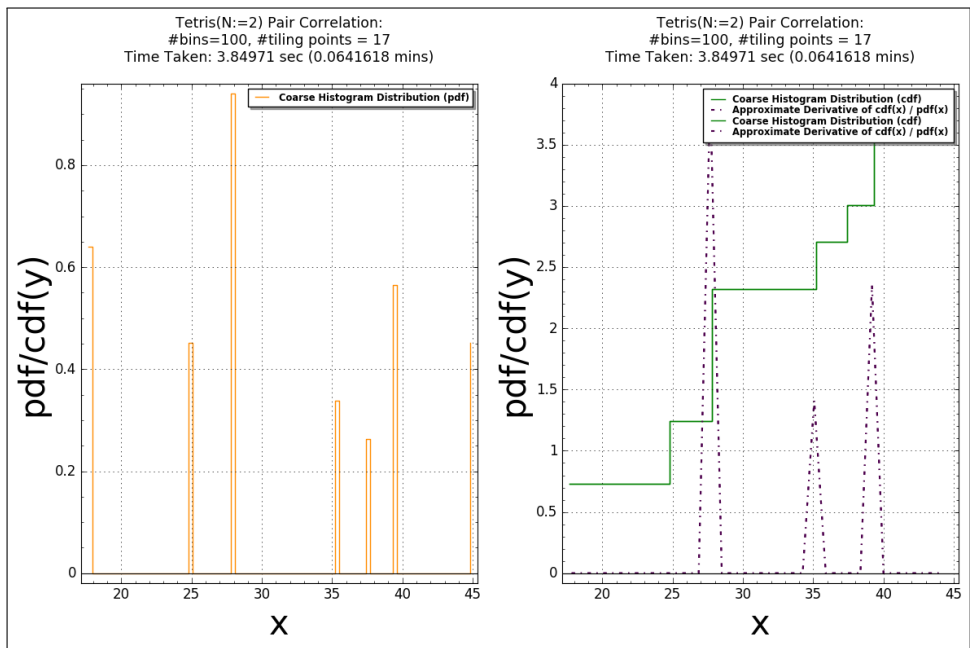 Tetris(N:=2) Pair Correlation:
#bins=100, #tiling points = 17
Time Taken: 3.84971 sec (0.0641618 mins)
Coarse Histogram Distribution (pdf)
pdf/cdf(y)
0.8
0.6
0.4
0.2
0
20
25
30
35
40
45
x
Tetris(N:=2) Pair Correlation:
#bins=100, #tiling points = 17
Time Taken: 3.84971 sec (0.0641618 mins)
Coarse Histogram Distribution (cdf)
Approximate Derivative of cdf(x) / pdf(x)
Coarse Histogram Distribution (cdf)
Approximate Derivative of cdf(x) / pdf(x)
pdf/cdf(y)
4
3.5
3
2.5
2
1.5
1
0.5
0
20
25
30
35
40
45
x